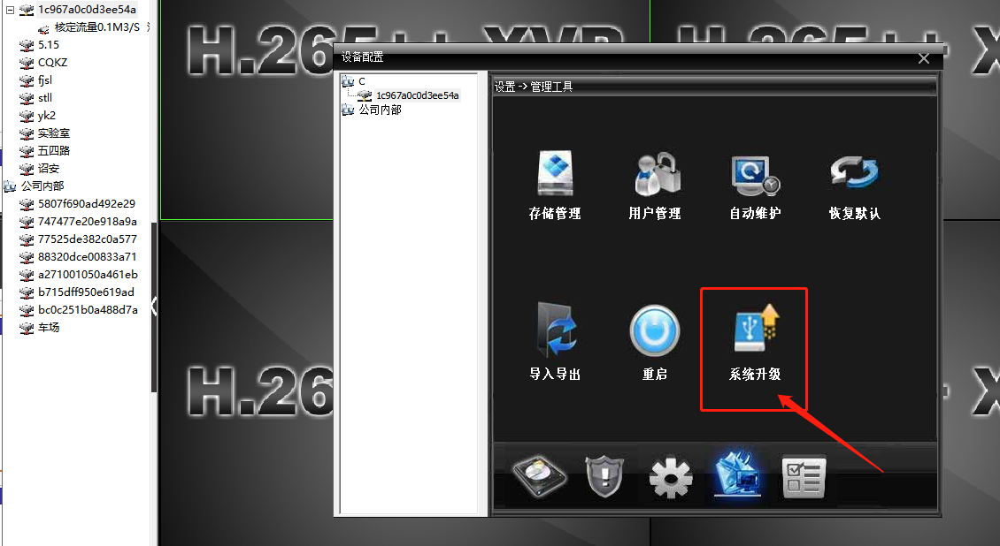 1c967a0c0d3ee54a
核定流量0.1M3/S
5.15
CQKZ
fjsl
stll
yk2
实验室
五四路
诏安
公司内部
5807f690ad492e29
747477e20e918a9a
77525de382c0a577
88320dce00833a71
a271001050a461eb
b715dff950e619ad
bc0c251b0a488d7a
车场
H.265++ XVR
H.265++ X
设备配置
C
1c967a0c0d3ee54a
公司内部
设置 -> 管理工具
存储管理
用户管理
自动维护
恢复默认
导入导出
重启
系统升级
H.26
X